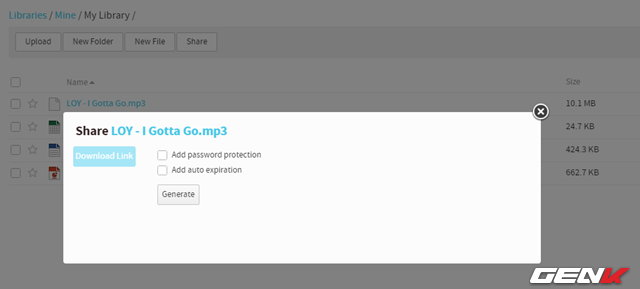 Libraries / Mine / My Library /
Upload New Folder New File Share
Name Size
LOY - I Gotta Go.mp3 10.1 MB
24.7 KB
424.3 KB
662.7 KB
Share LOY - I Gotta Go.mp3
Download Link
Add password protection
Add auto expiration
Generate
GENK